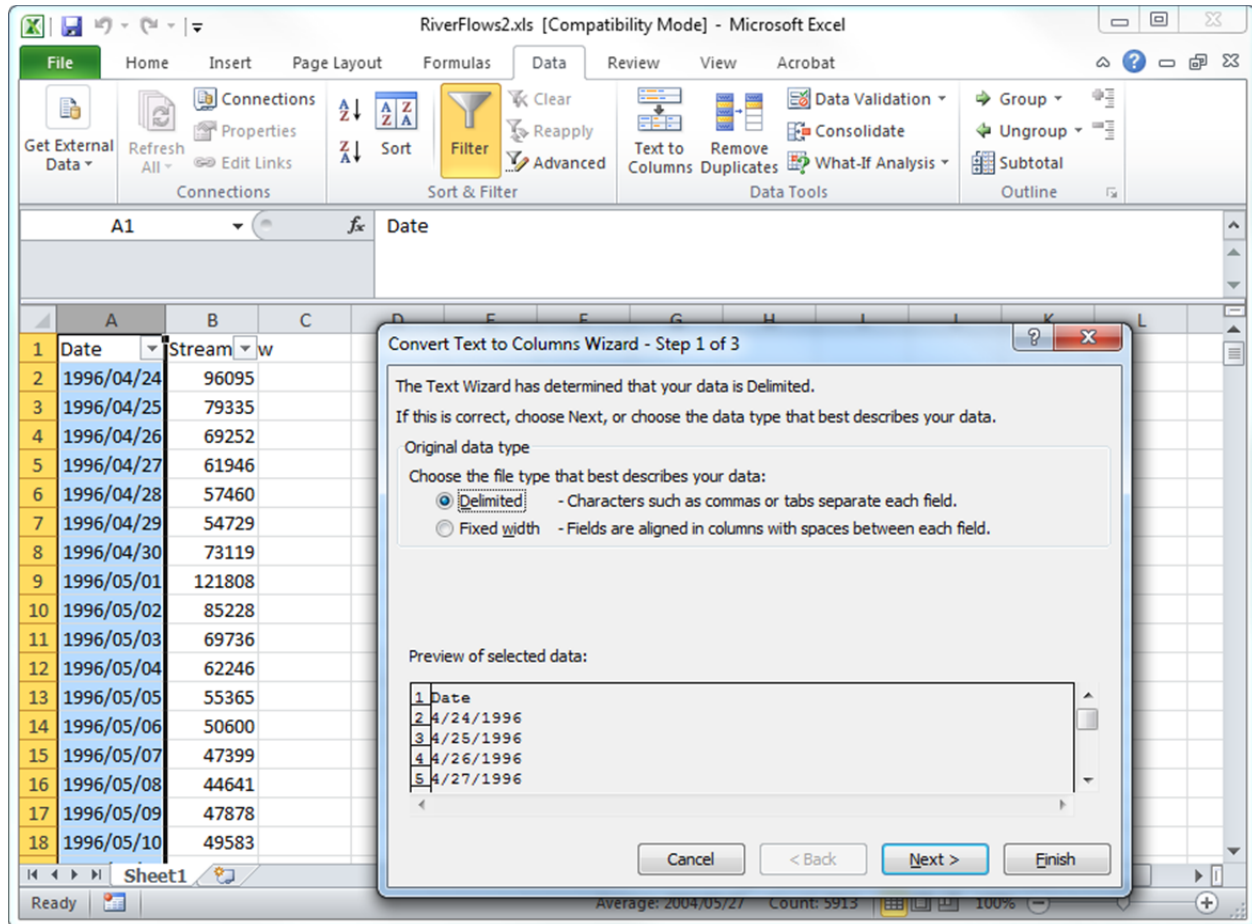 RiverFlows2.xls [Compatibility Mode] - Microsoft Excel
File Home Insert Page Layout Formulas Data Review View Acrobat
Get External Data
Refresh All
Connections
Properties
Edit Links
Connections
Sort
Filter
Clear
Reapply
Advanced
Sort & Filter
Text to Columns
Remove Duplicates
Data Validation
Consolidate
What-If Analysis
Data Tools
Group
Ungroup
Subtotal
Outline
A1 fx Date
A B C D E F G H I J K L
1 Date Stream w
2 1996/04/24 96095
3 1996/04/25 79335
4 1996/04/26 69252
5 1996/04/27 61946
6 1996/04/28 57460
7 1996/04/29 54729
8 1996/04/30 73119
9 1996/05/01 121808
10 1996/05/02 85228
11 1996/05/03 69736
12 1996/05/04 62246
13 1996/05/05 55365
14 1996/05/06 50600
15 1996/05/07 47399
16 1996/05/08 44641
17 1996/05/09 47878
18 1996/05/10 49583
Convert Text to Columns Wizard - Step 1 of 3
The Text Wizard has determined that your data is Delimited.
If this is correct, choose Next, or choose the data type that best describes your data.
Original data type
Choose the file type that best describes your data:
Delimited - Characters such as commas or tabs separate each field.
Fixed width - Fields are aligned in columns with spaces between each field.
Preview of selected data:
1 Date
2 4/24/1996
3 4/25/1996
4 4/26/1996
5 4/27/1996
Cancel < Back Next > Finish
Sheet1
Ready Average: 2004/05/27 Count: 5913 100%